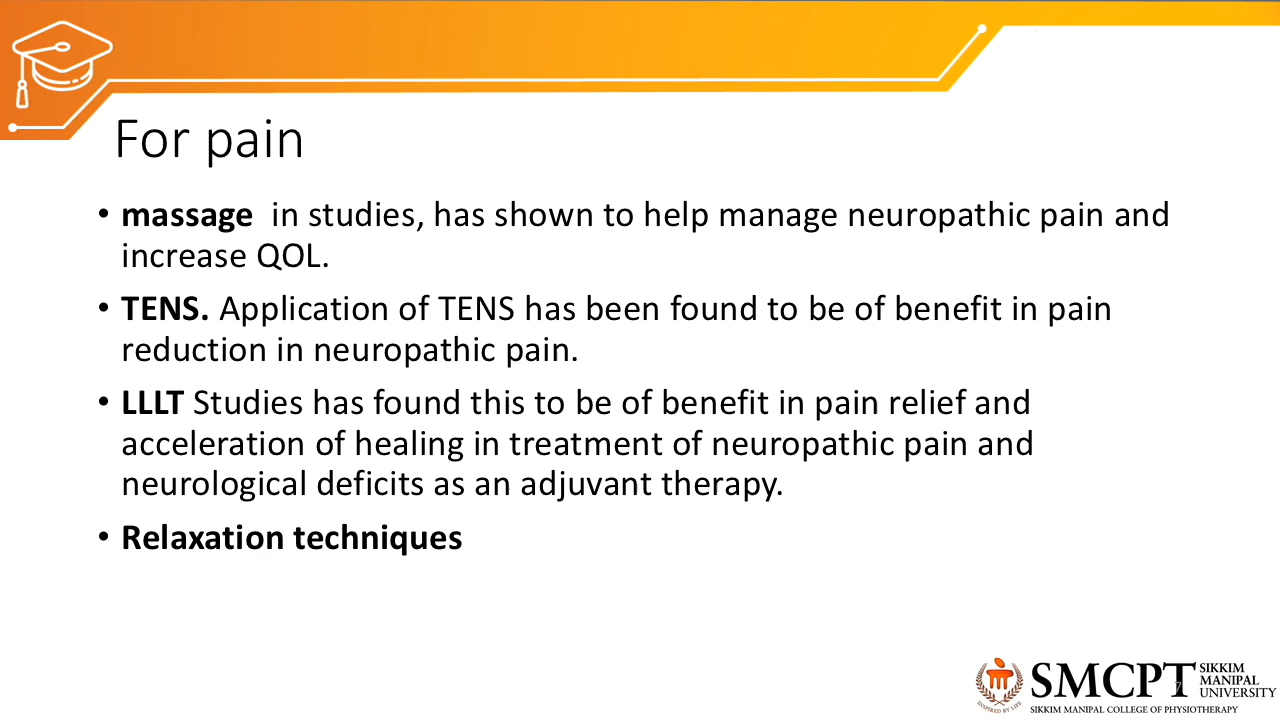 For pain
• massage  in studies, has shown to help manage neuropathic pain and
increase QOL.
• TENS. Application of TENS has been found to be of benefit in pain
reduction in neuropathic pain.
• LLLT Studies has found this to be of benefit in pain relief and
acceleration of healing in treatment of neuropathic pain and
neurological deficits as an adjuvant therapy.
• Relaxation techniques
INSPIRED BY LIFE
SMCPT
SIKKIM
MANIPAL
UNIVERSITY
SIKKIM MANIPAL COLLEGE OF PHYSIOTHERAPY